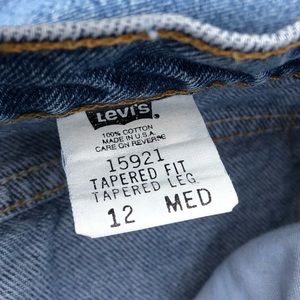 Levi's
100% COTTON
MADE IN U.S.A.
CARE ON REVERSE
15921
TAPERED FIT
TAPERED LEG
12 MED